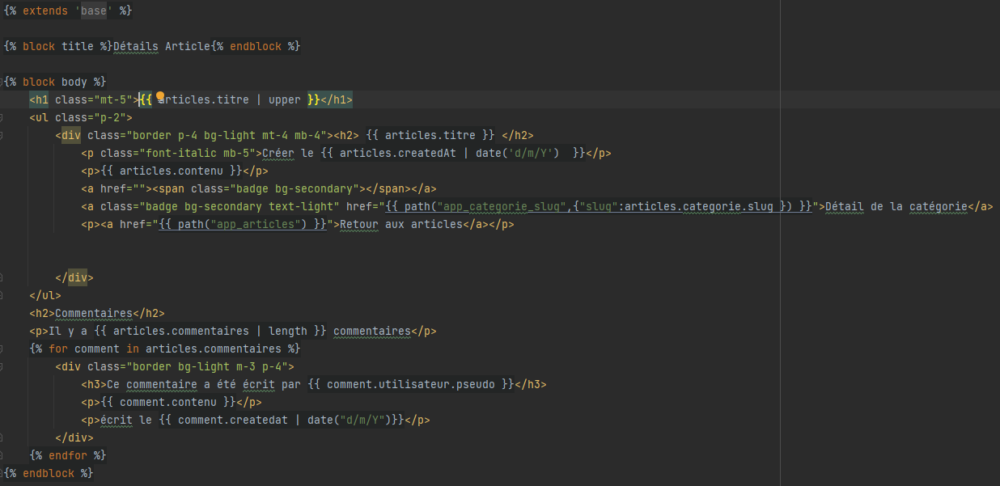 {% extends 'base' %}
{% block title %}Détails Article{% endblock %}
{% block body %}
<h1 class="mt-5">{{ articles.titre | upper }}</h1>
<ul class="p-2">
<div class="border p-4 bg-light mt-4 mb-4"><h2> {{ articles.titre }} </h2>
<p class="font-italic mb-5">Créer le {{ articles.createdAt | date('d/m/Y')  }}</p>
<p>{{ articles.contenu }}</p>
<a href=""><span class="badge bg-secondary"></span></a>
<a class="badge bg-secondary text-light" href="{{ path("app_categorie_slug",{"slug":articles.categorie.slug }) }}">Détail de la catégorie</a>
<p><a href="{{ path("app_articles") }}">Retour aux articles</a></p>
</div>
</ul>
<h2>Commentaires</h2>
<p>Il y a {{ articles.commentaires | length }} commentaires</p>
{% for comment in articles.commentaires %}
<div class="border bg-light m-3 p-4">
<h3>Ce commentaire a été écrit par {{ comment.utilisateur.pseudo }}</h3>
<p>{{ comment.contenu }}</p>
<p>écrit le {{ comment.createdat | date("d/m/Y")}}</p>
</div>
{% endfor %}
{% endblock %}